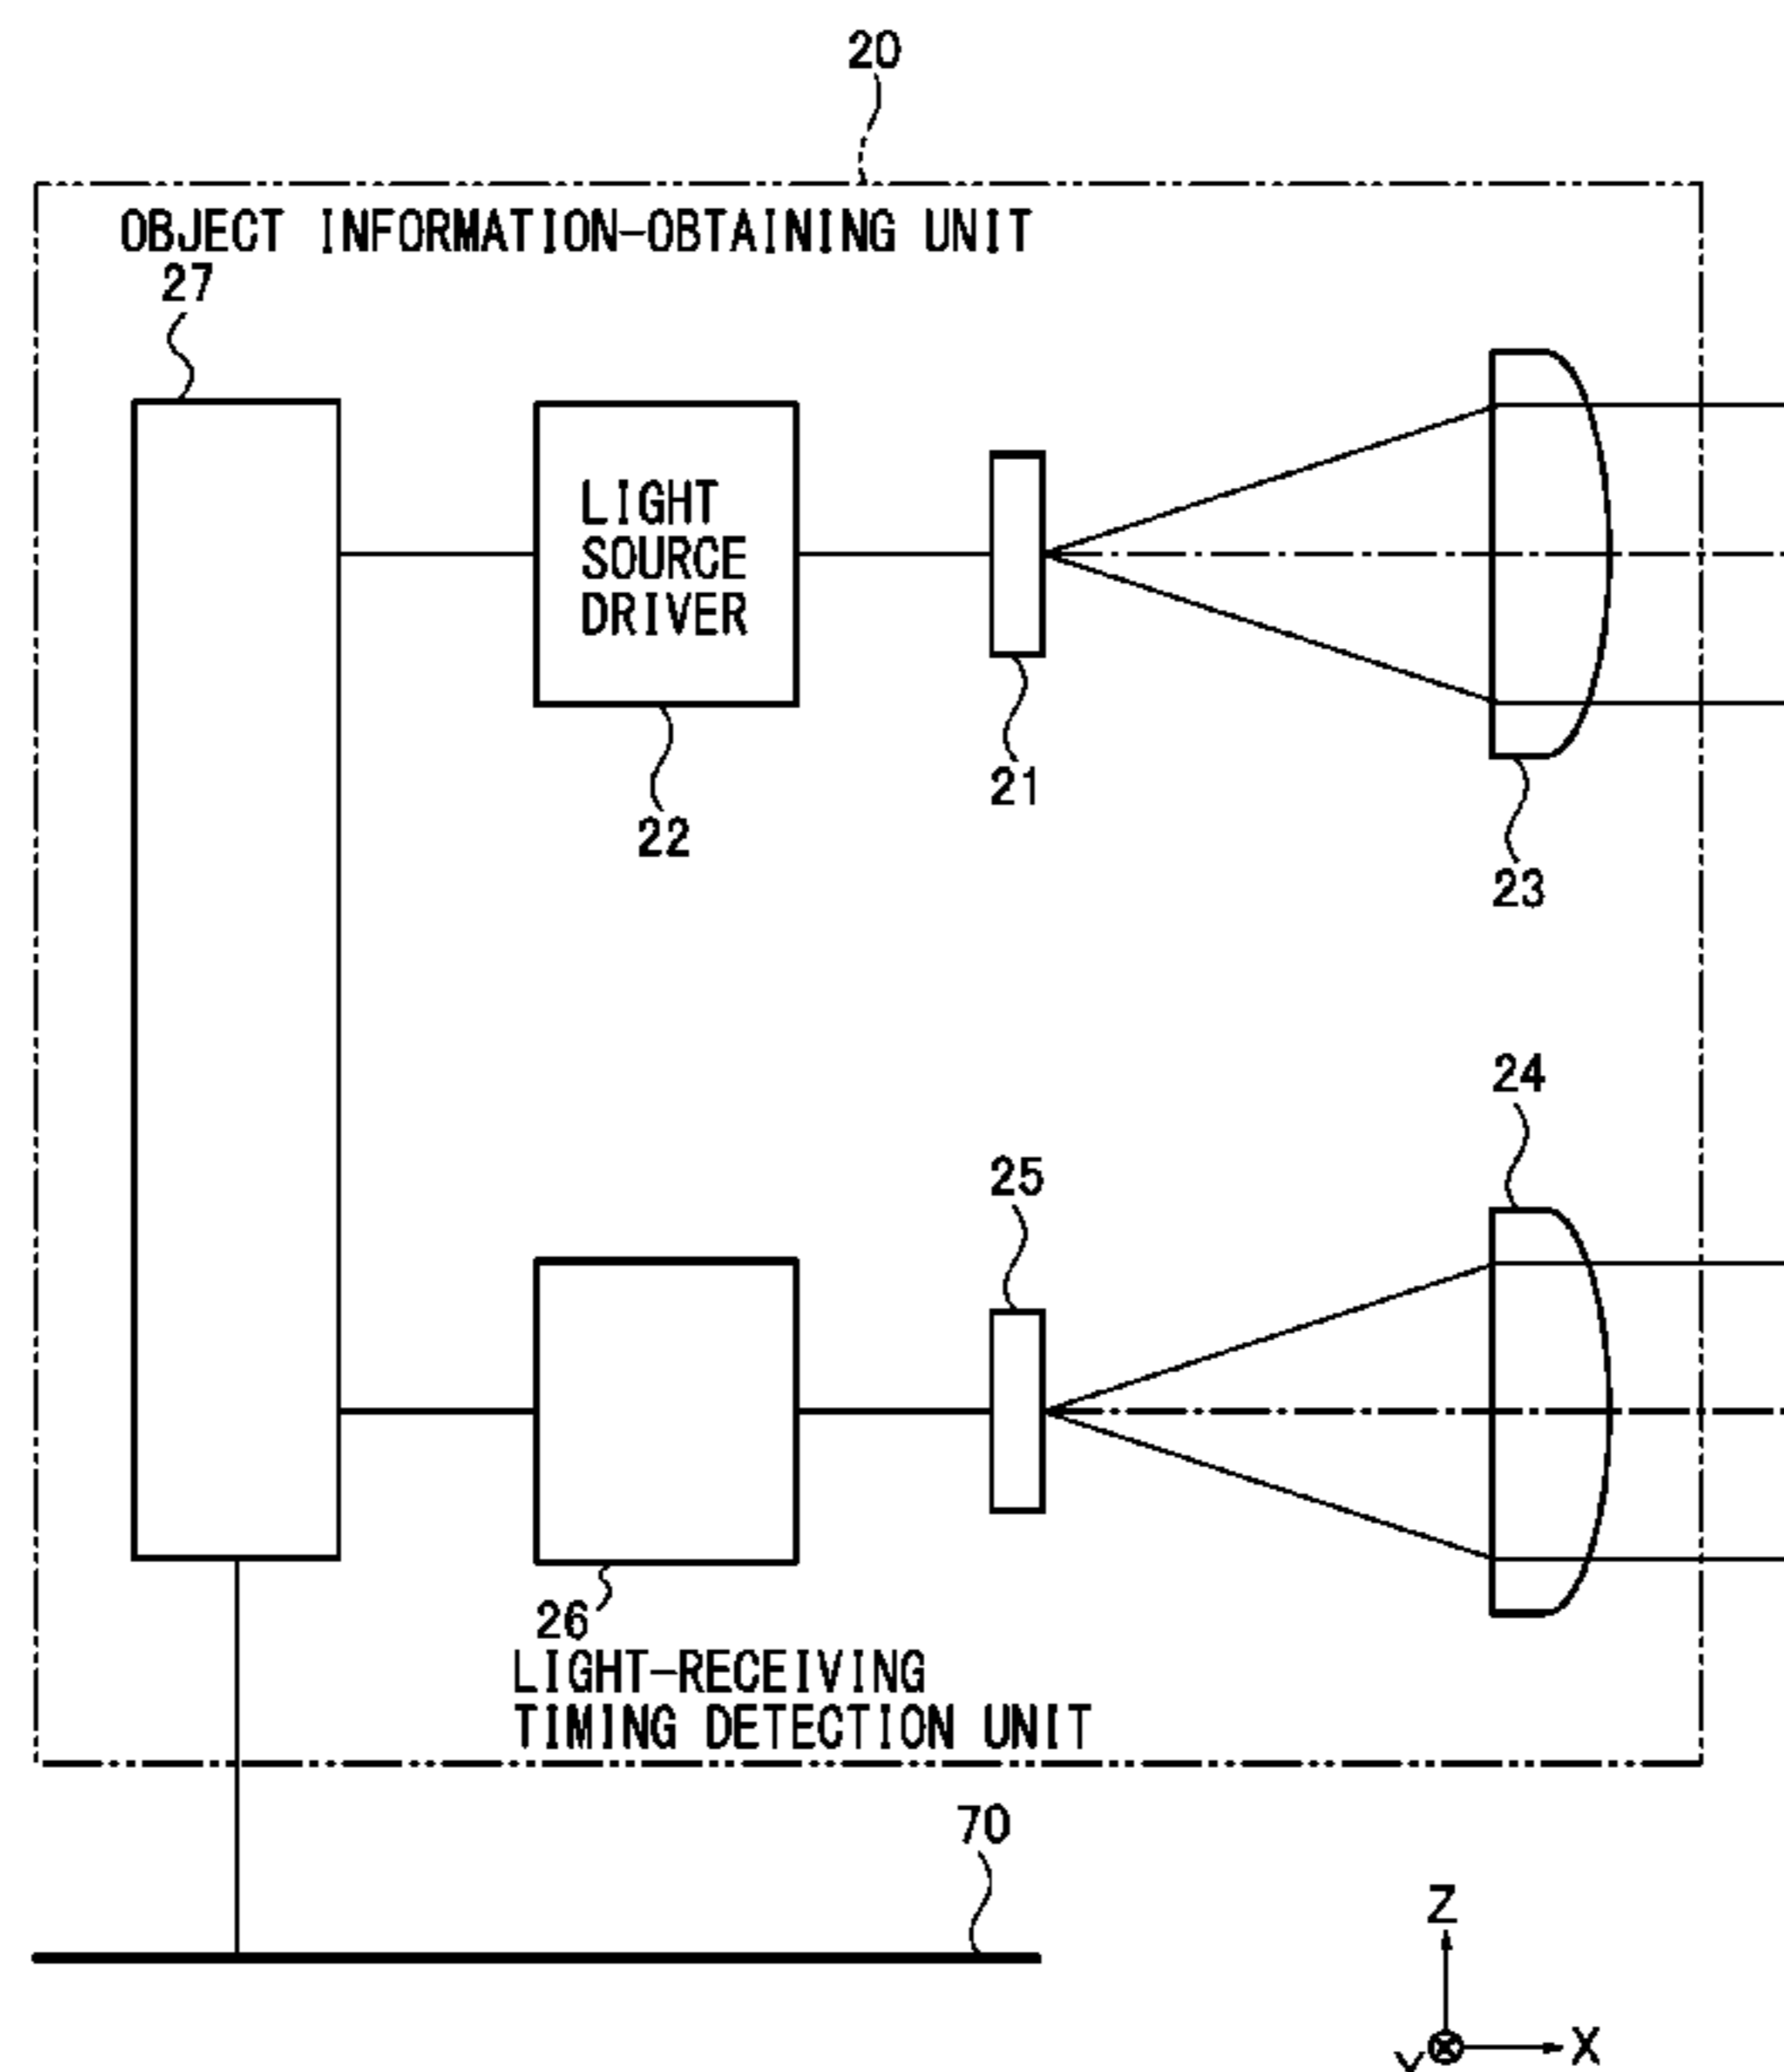 20
OBJECT INFORMATION-OBTAINING UNIT
27
LIGHT
SOURCE
DRIVER
21
22
23
24
25
26
LIGHT-RECEIVING
TIMING DETECTION UNIT
70
Z
X
Y